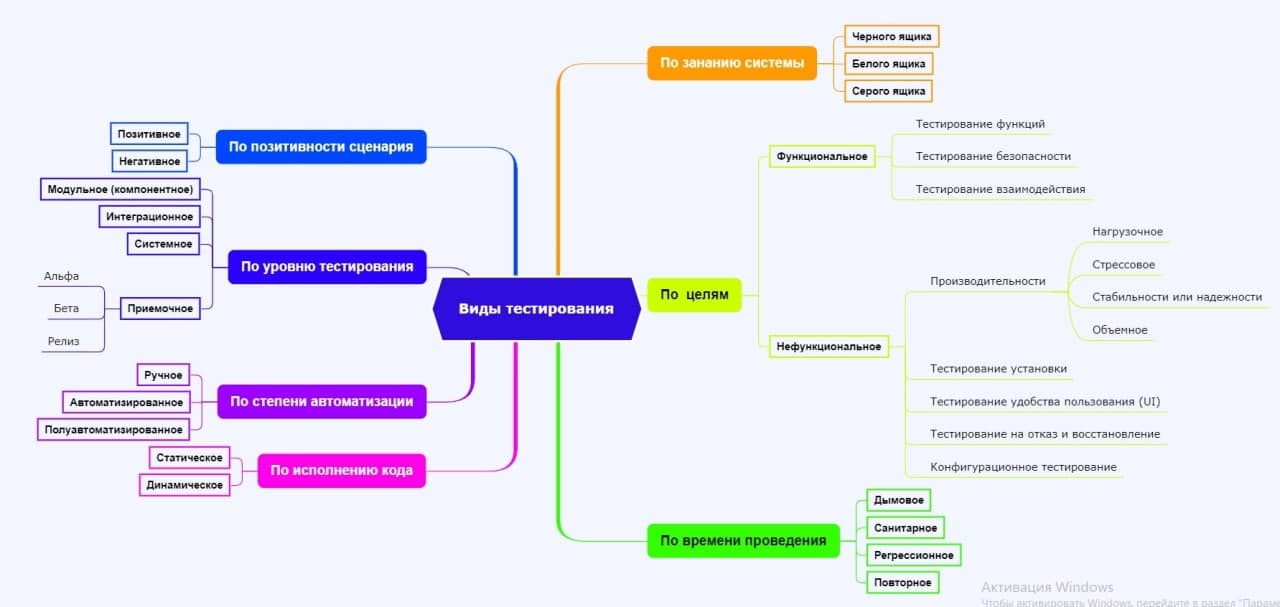 Виды тестирования
По зананию системы
Черного ящика
Белого ящика
Серого ящика
По целям
Функциональное
Тестирование функций
Тестирование безопасности
Тестирование взаимодействия
Нефункциональное
Производительности
Нагрузочное
Стрессовое
Стабильности или надежности
Объемное
Тестирование установки
Тестирование удобства пользования (UI)
Тестирование на отказ и восстановление
Конфигурационное тестирование
По времени проведения
Дымовое
Санитарное
Регрессионное
Повторное
По позитивности сценария
Позитивное
Негативное
По уровню тестирования
Модульное (компонентное)
Интеграционное
Системное
Приемочное
Альфа
Бета
Релиз
По степени автоматизации
Ручное
Автоматизированное
Полуавтоматизированное
По исполнению кода
Статическое
Динамическое
Активация Windows
Чтобы активировать Windows, перейдите в раздел "Парам